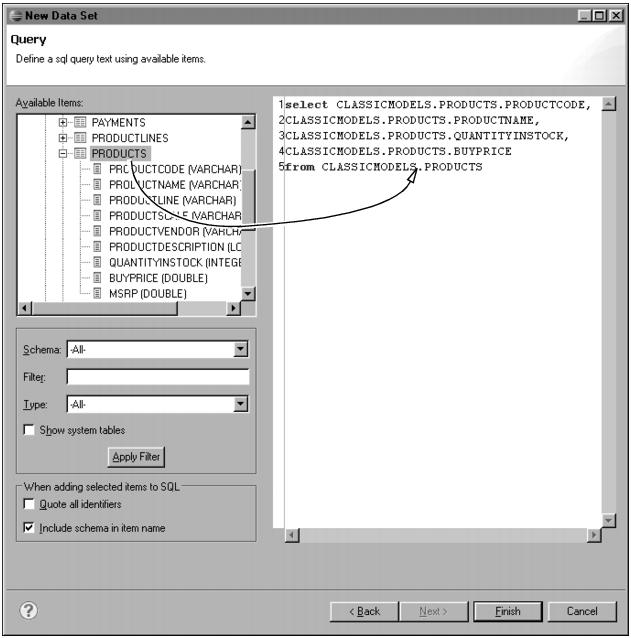 New Data Set
Query
Define a sql query text using available items.
Available Items:
PAYMENTS
PRODUCTLINES
PRODUCTS
PRODUCTCODE (VARCHAR)
PRODUCTNAME (VARCHAR)
PRODUCTLINE (VARCHAR)
PRODUCTSCALE (VARCHAR
PRODUCTVENDOR (VARCHA
PRODUCTDESCRIPTION (LO
QUANTITYINSTOCK (INTEGE
BUYPRICE (DOUBLE)
MSRP (DOUBLE)
1select CLASSICMODELS.PRODUCTS.PRODUCTCODE,
2CLASSICMODELS.PRODUCTS.PRODUCTNAME,
3CLASSICMODELS.PRODUCTS.QUANTITYINSTOCK,
4CLASSICMODELS.PRODUCTS.BUYPRICE
5from CLASSICMODELS.PRODUCTS
Schema: -All-
Filter:
Type: -All-
Show system tables
Apply Filter
When adding selected items to SQL
Quote all identifiers
Include schema in item name
?
< Back
Next >
Finish
Cancel